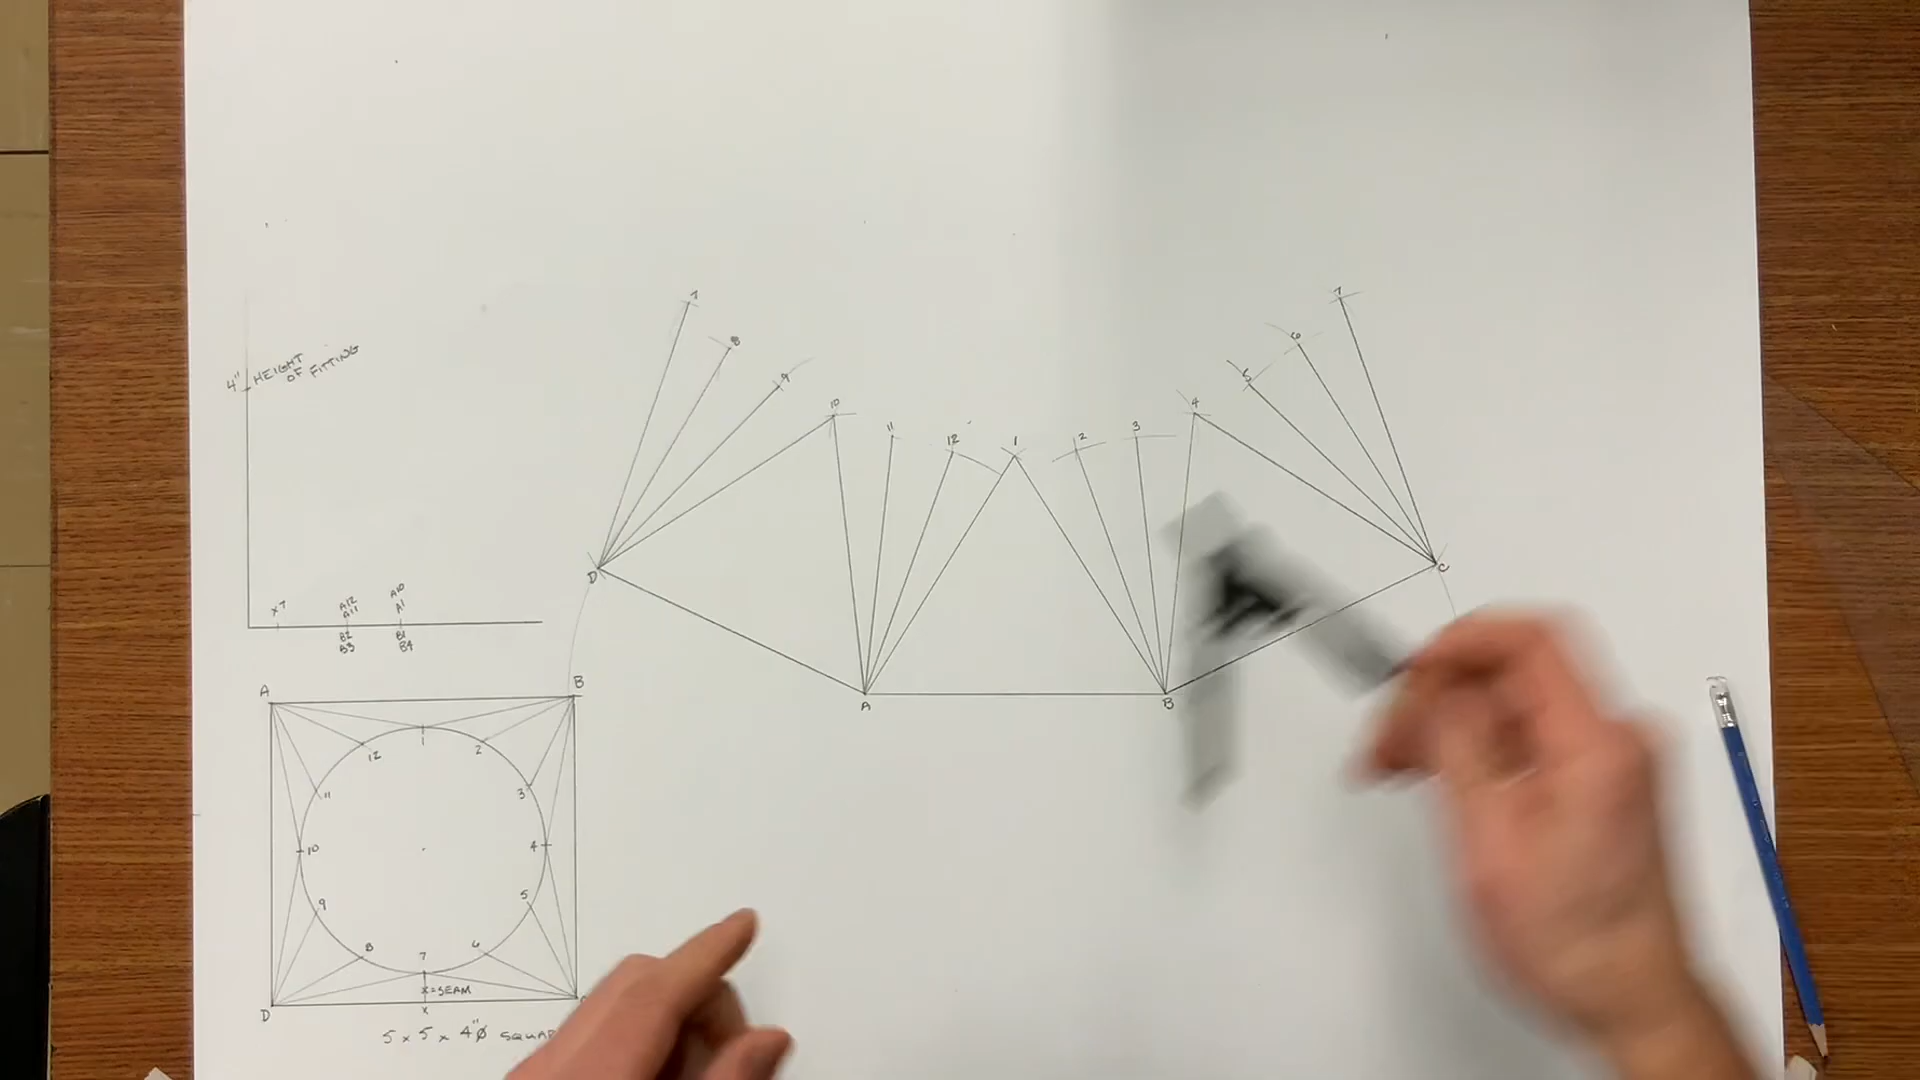 4" HEIGHT
OF FITTING
x7
A12
A11
A10
A1
B2
B3
B1
B4
A
B
1
2
3
4
5
6
7
8
9
10
11
12
x=SEAM
x
D
5 x 5 x 4"Ø SQUAR
7
8
9
10
11
12
1
2
3
4
5
6
7
D
A
B
C